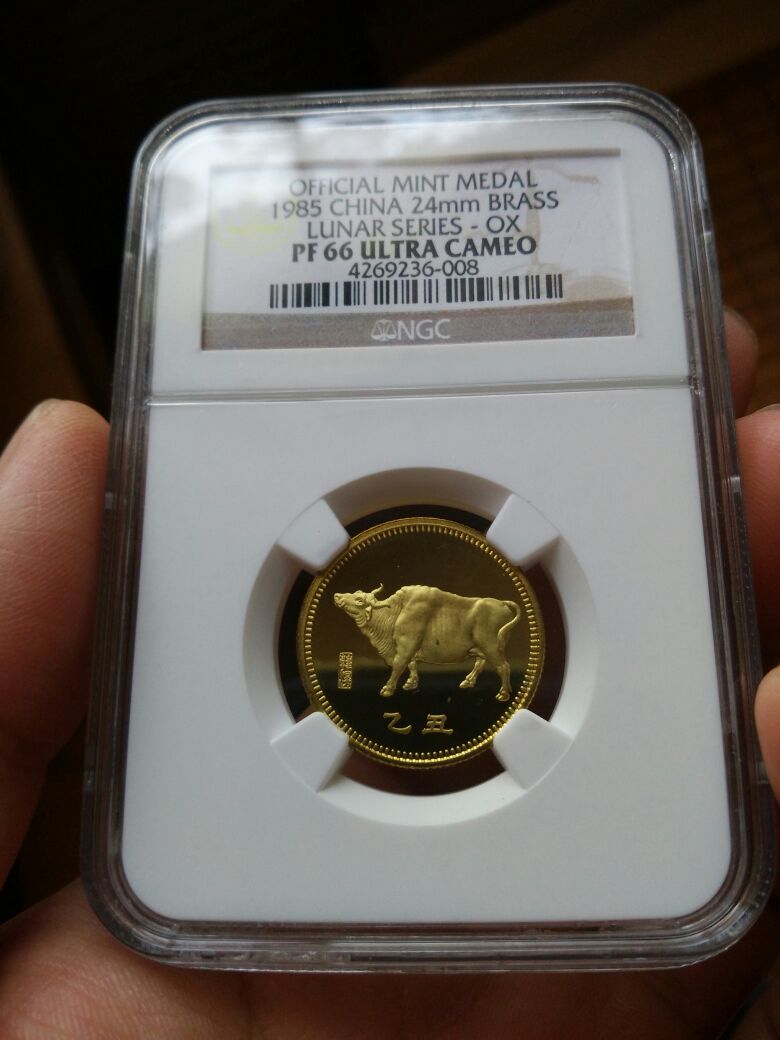 OFFICIAL MINT MEDAL
1985 CHINA 24mm BRASS
LUNAR SERIES - OX
PF 66 ULTRA CAMEO
4269236-008
NGC
乙丑